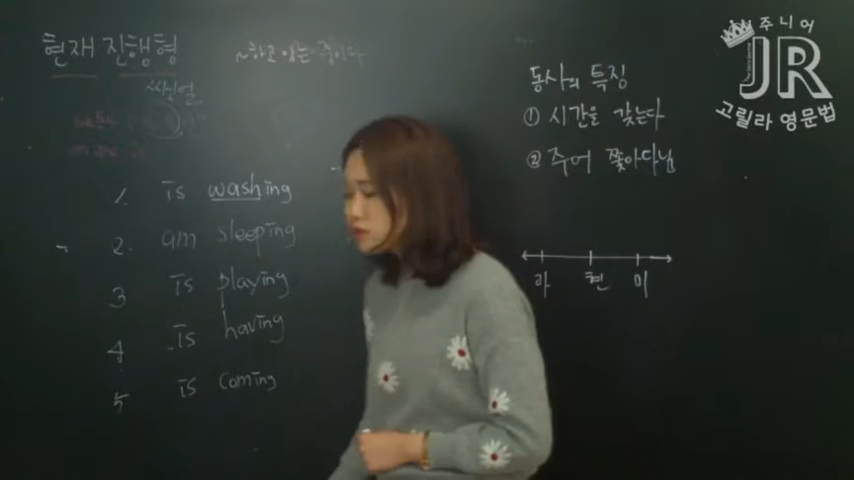 현재 진행형
~하고 있는 중이다
싸인얼
1. is washing
2. am sleeping
3 is playing
4 is having
5 is coming
동사의 특징
① 시간을 갖는다
② 주어 쫓아다님
과 현 미
주니어
JR
고릴라 영문법